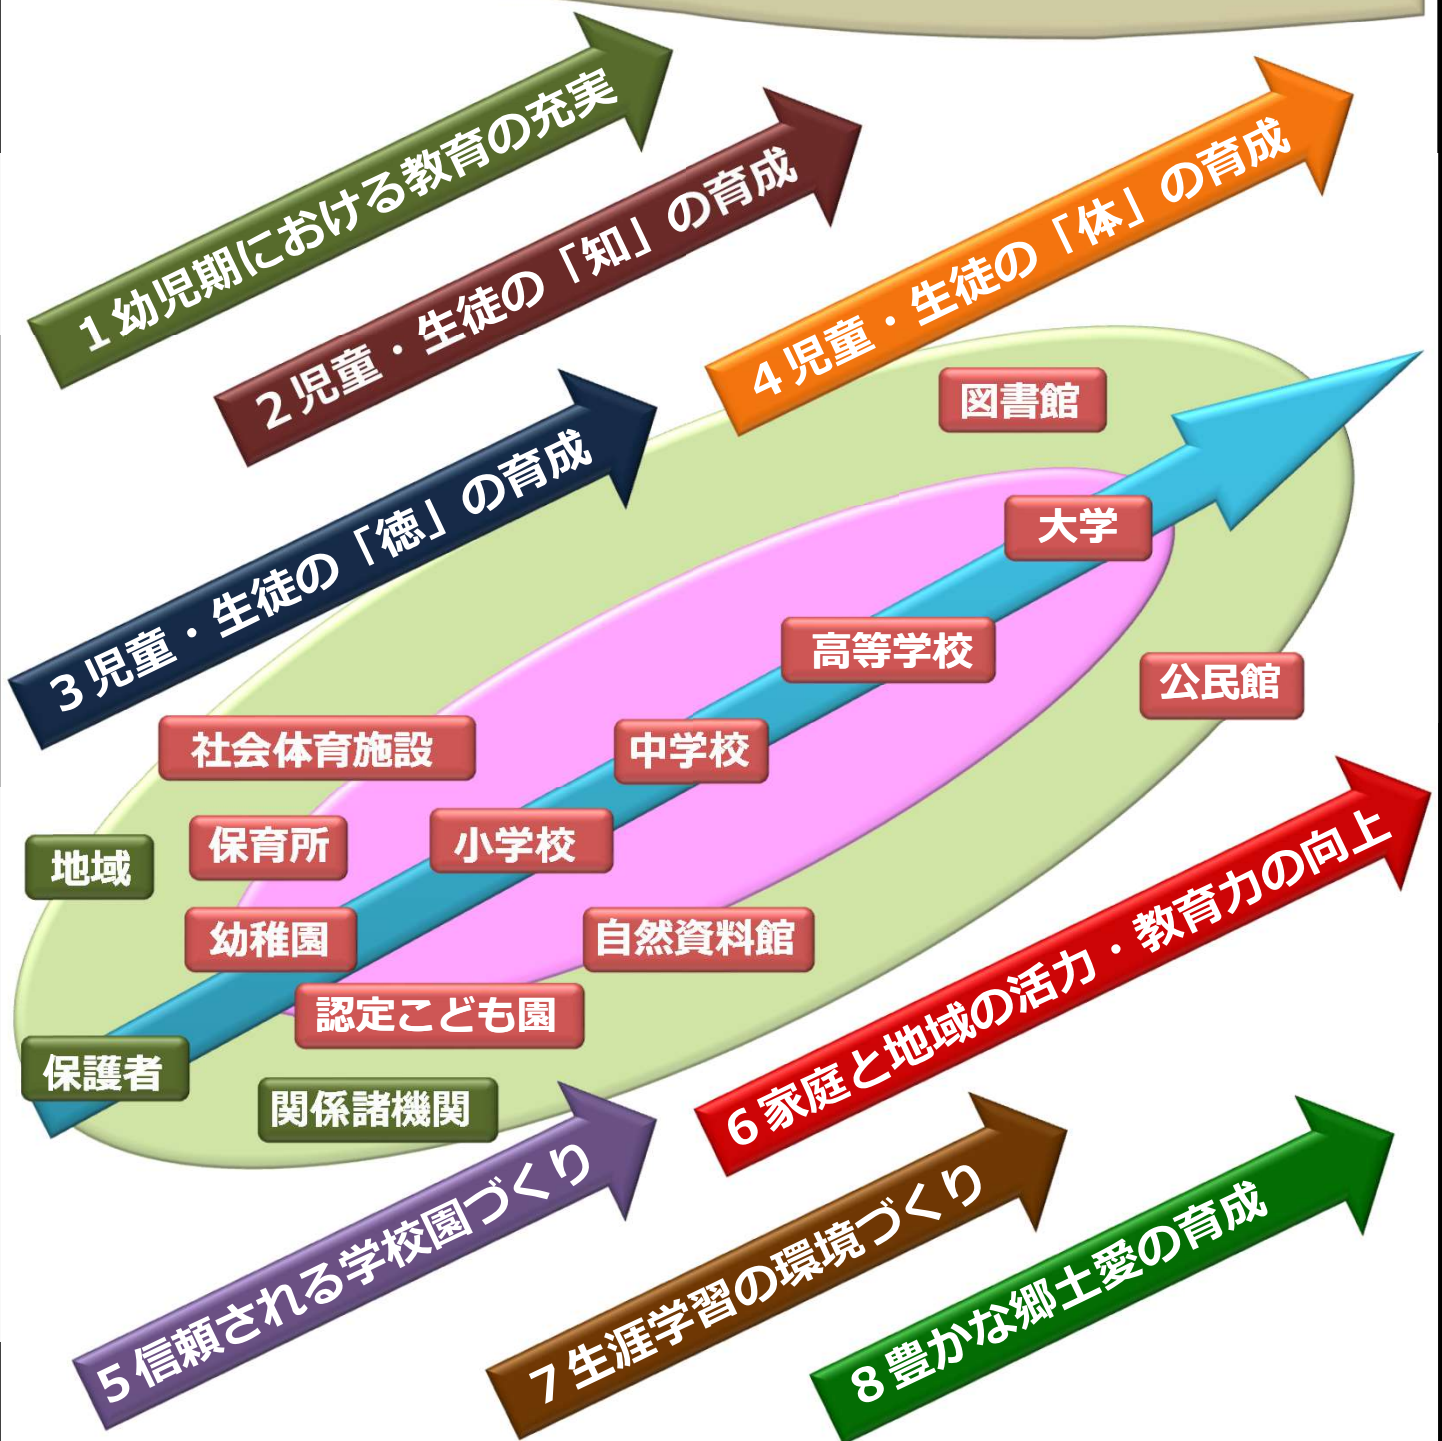 1幼児期における教育の充実
2児童・生徒の「知」の育成
4児童・生徒の「体」の育成
3児童・生徒の「徳」の育成
図書館
大学
高等学校
公民館
社会体育施設
中学校
地域
保育所
小学校
幼稚園
自然資料館
認定こども園
保護者
関係諸機関
6家庭と地域の活力・教育力の向上
5信頼される学校園づくり
7生涯学習の環境づくり
8豊かな郷土愛の育成